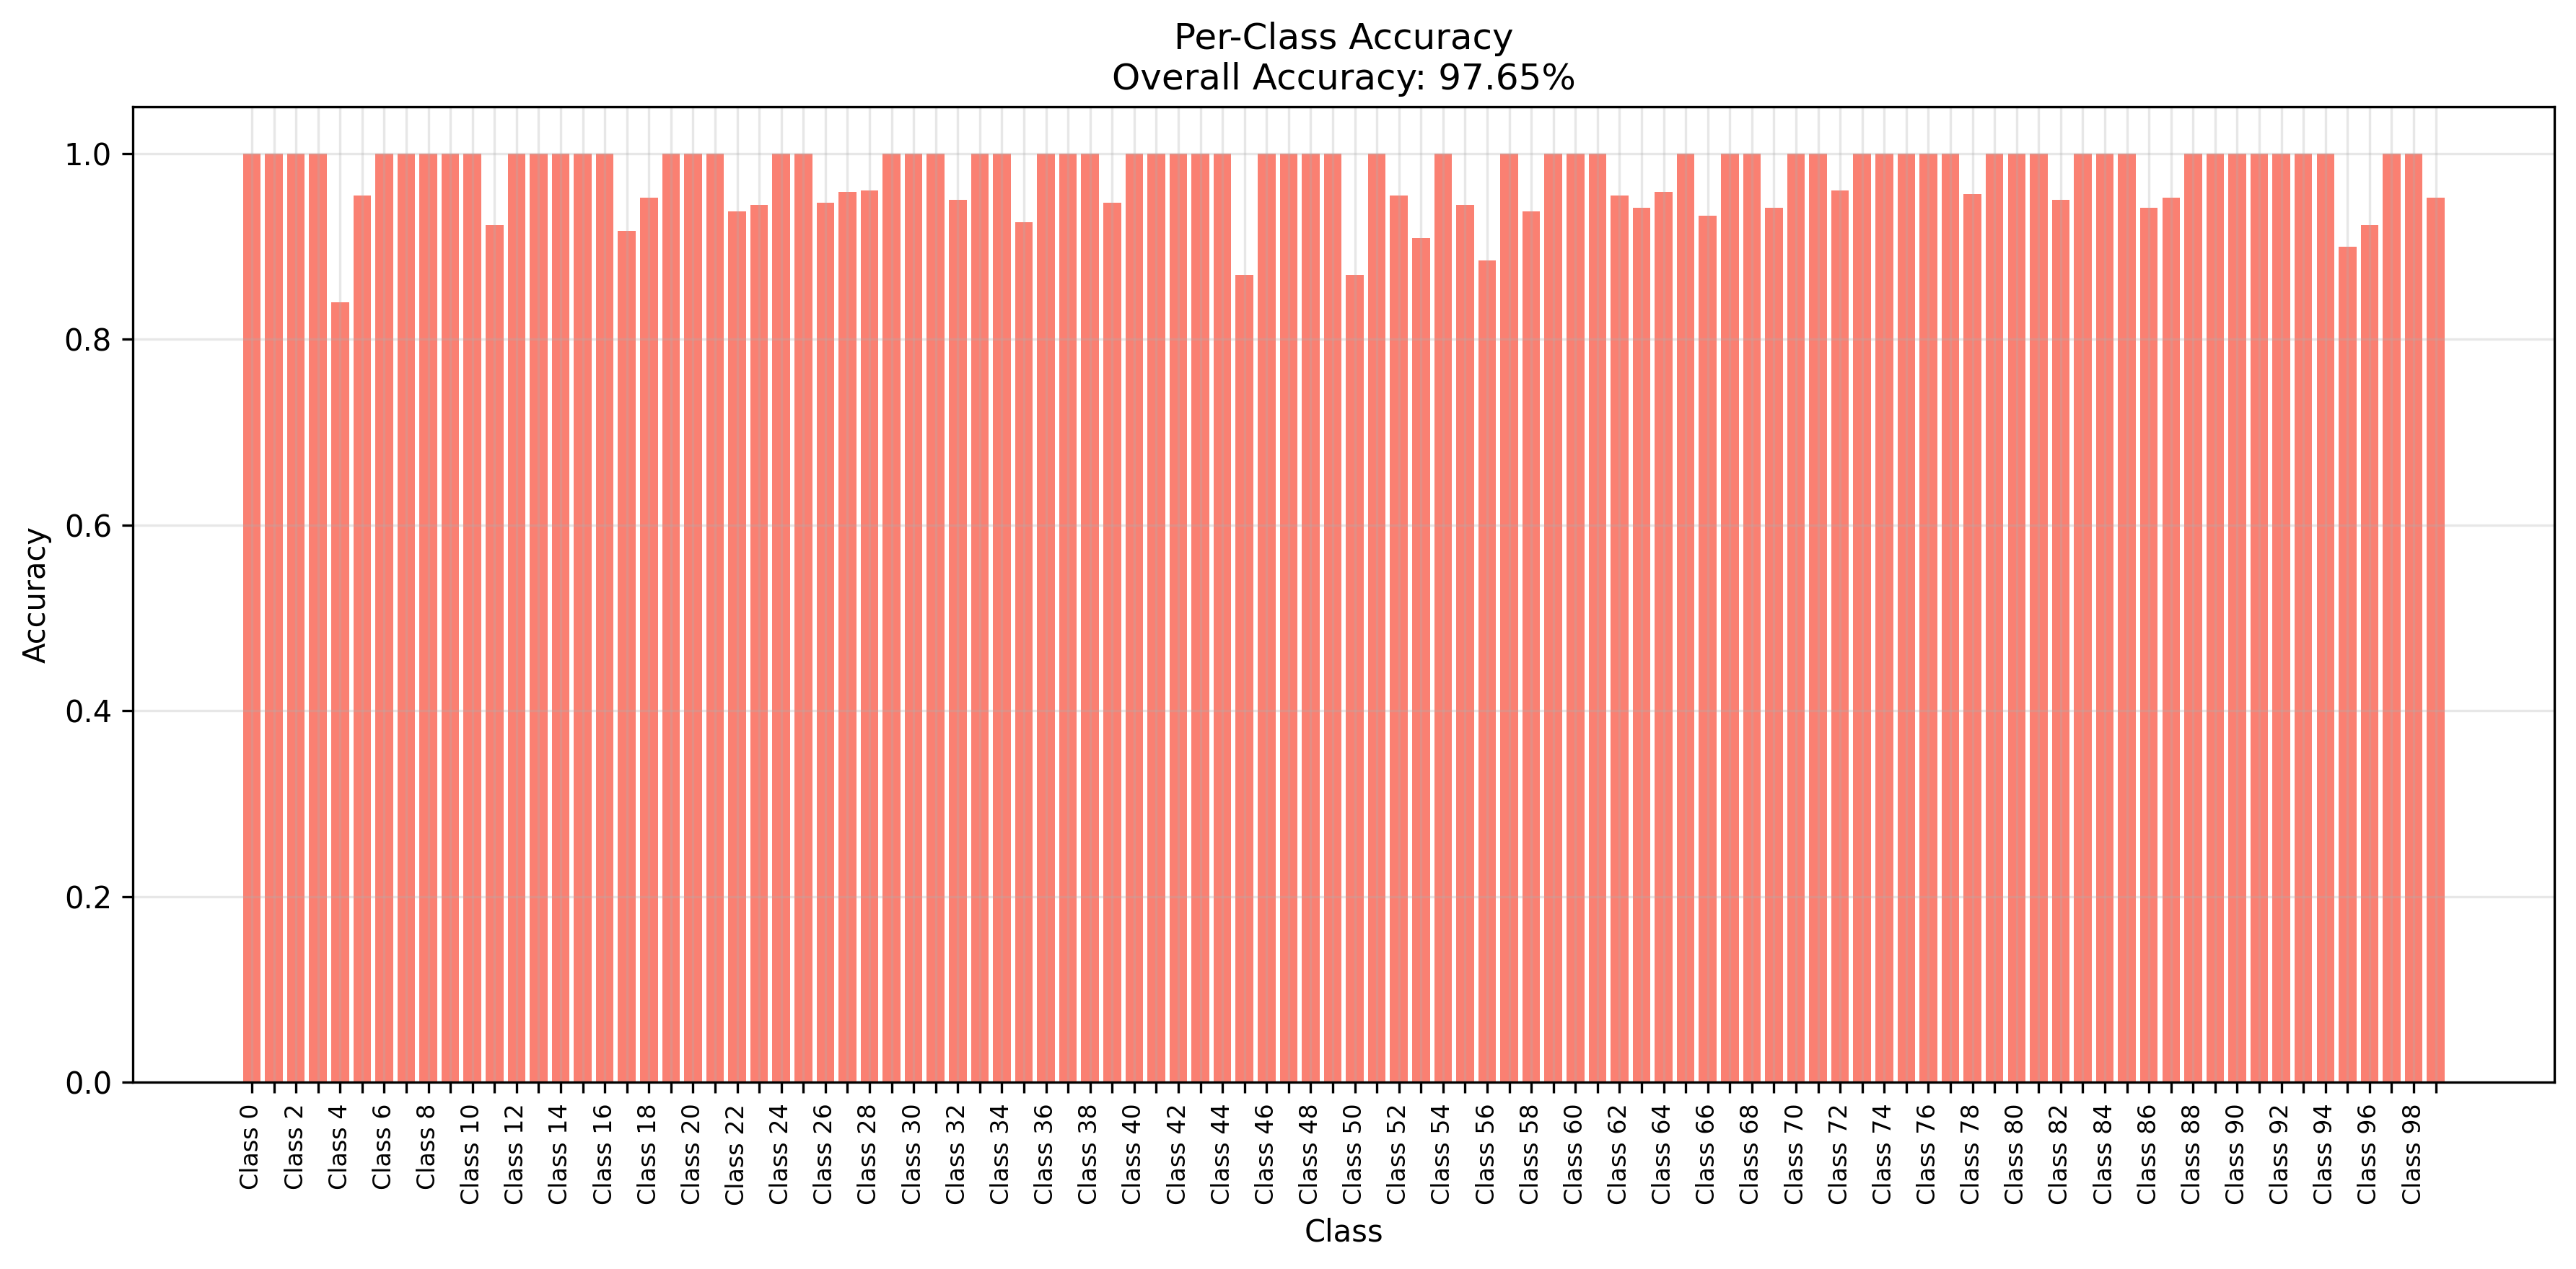 Per-Class Accuracy
Overall Accuracy: 97.65%
Accuracy
1.0
0.8
0.6
0.4
0.2
0.0
Class 0
Class 2
Class 4
Class 6
Class 8
Class 10
Class 12
Class 14
Class 16
Class 18
Class 20
Class 22
Class 24
Class 26
Class 28
Class 30
Class 32
Class 34
Class 36
Class 38
Class 40
Class 42
Class 44
Class 46
Class 48
Class 50
Class 52
Class 54
Class 56
Class 58
Class 60
Class 62
Class 64
Class 66
Class 68
Class 70
Class 72
Class 74
Class 76
Class 78
Class 80
Class 82
Class 84
Class 86
Class 88
Class 90
Class 92
Class 94
Class 96
Class 98
Class